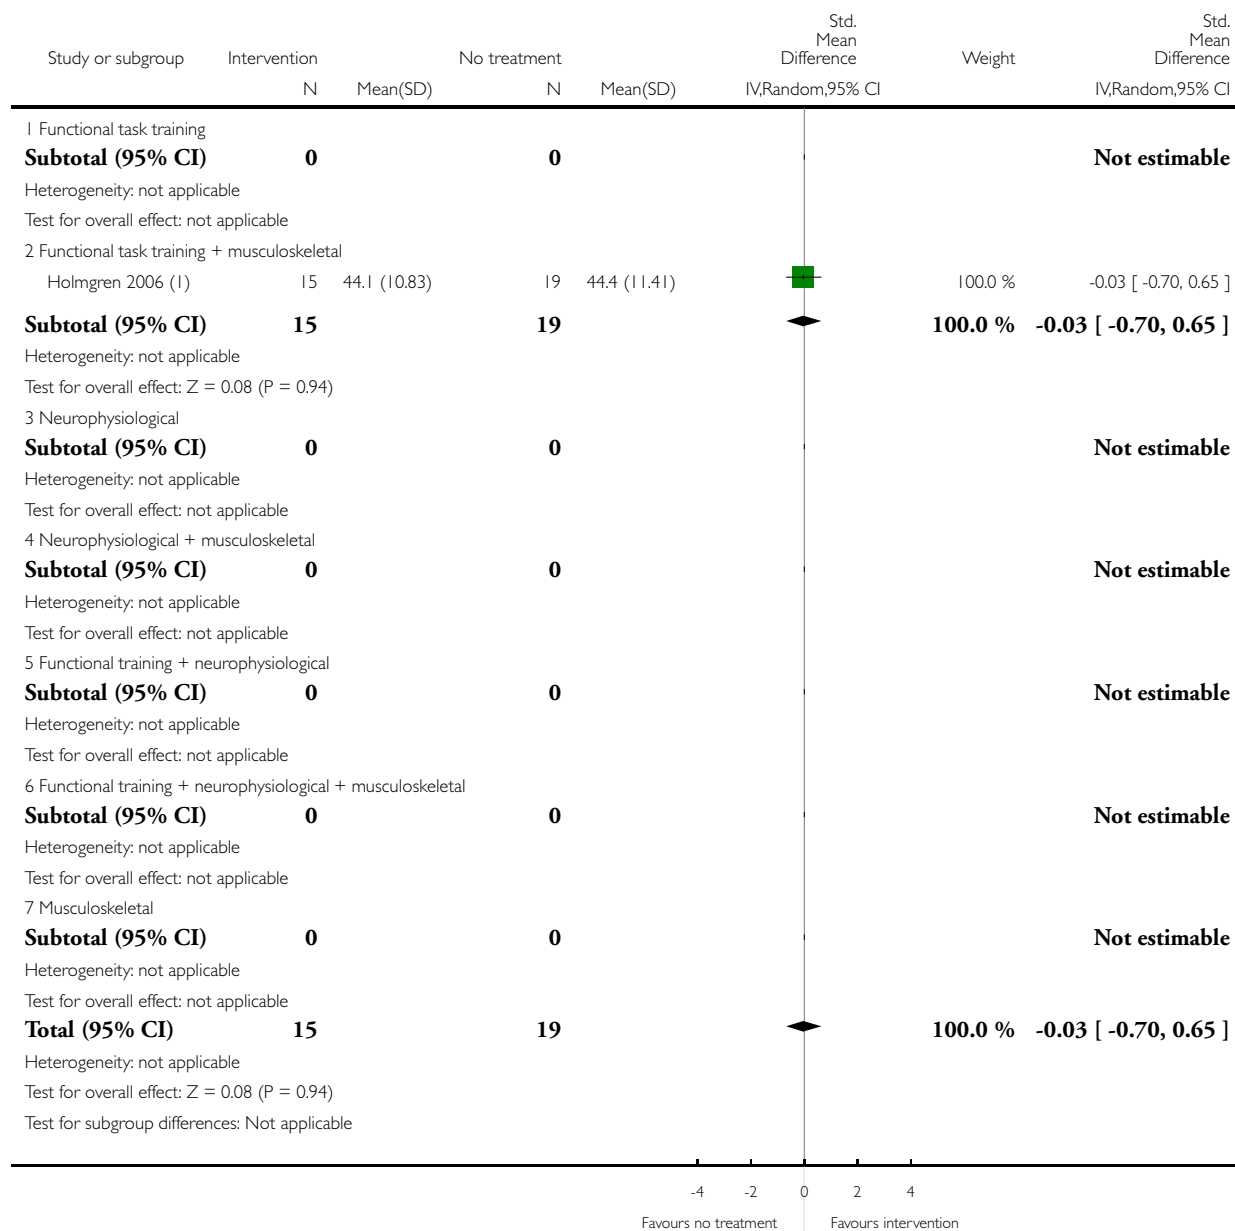 Study or subgroup Intervention No treatment Std. Mean Difference Weight Std. Mean Difference
N Mean(SD) N Mean(SD) IV,Random,95% CI IV,Random,95% CI
1 Functional task training
Subtotal (95% CI) 0 0 Not estimable
Heterogeneity: not applicable
Test for overall effect: not applicable
2 Functional task training + musculoskeletal
Holmgren 2006 (1) 15 44.1 (10.83) 19 44.4 (11.41) 100.0 % -0.03 [ -0.70, 0.65 ]
Subtotal (95% CI) 15 19 100.0 % -0.03 [ -0.70, 0.65 ]
Heterogeneity: not applicable
Test for overall effect: Z = 0.08 (P = 0.94)
3 Neurophysiological
Subtotal (95% CI) 0 0 Not estimable
Heterogeneity: not applicable
Test for overall effect: not applicable
4 Neurophysiological + musculoskeletal
Subtotal (95% CI) 0 0 Not estimable
Heterogeneity: not applicable
Test for overall effect: not applicable
5 Functional training + neurophysiological
Subtotal (95% CI) 0 0 Not estimable
Heterogeneity: not applicable
Test for overall effect: not applicable
6 Functional training + neurophysiological + musculoskeletal
Subtotal (95% CI) 0 0 Not estimable
Heterogeneity: not applicable
Test for overall effect: not applicable
7 Musculoskeletal
Subtotal (95% CI) 0 0 Not estimable
Heterogeneity: not applicable
Test for overall effect: not applicable
Total (95% CI) 15 19 100.0 % -0.03 [ -0.70, 0.65 ]
Heterogeneity: not applicable
Test for overall effect: Z = 0.08 (P = 0.94)
Test for subgroup differences: Not applicable
-4 -2 0 2 4
Favours no treatment Favours intervention